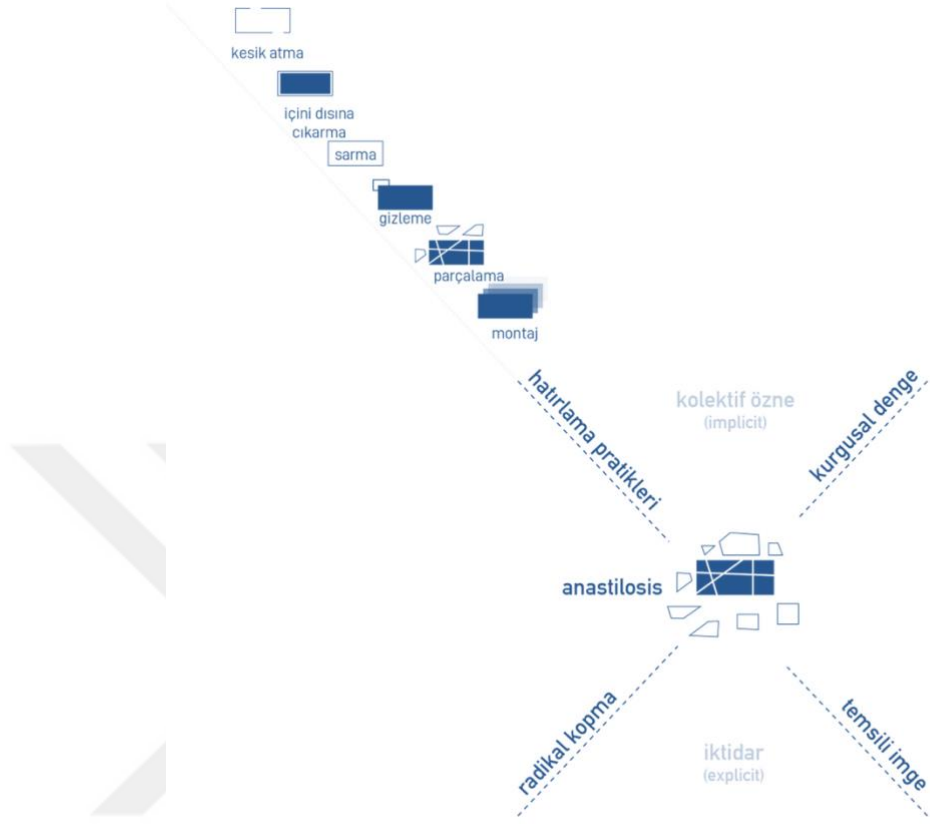 kesik atma
içini dısına
cıkarma
sarma
gizleme
parçalama
montaj
hatırlama pratikleri
kolektif özne
(implicit)
kurgusal denge
anastilosis
radikal kopma
iktidar
(explicit)
temsili imge